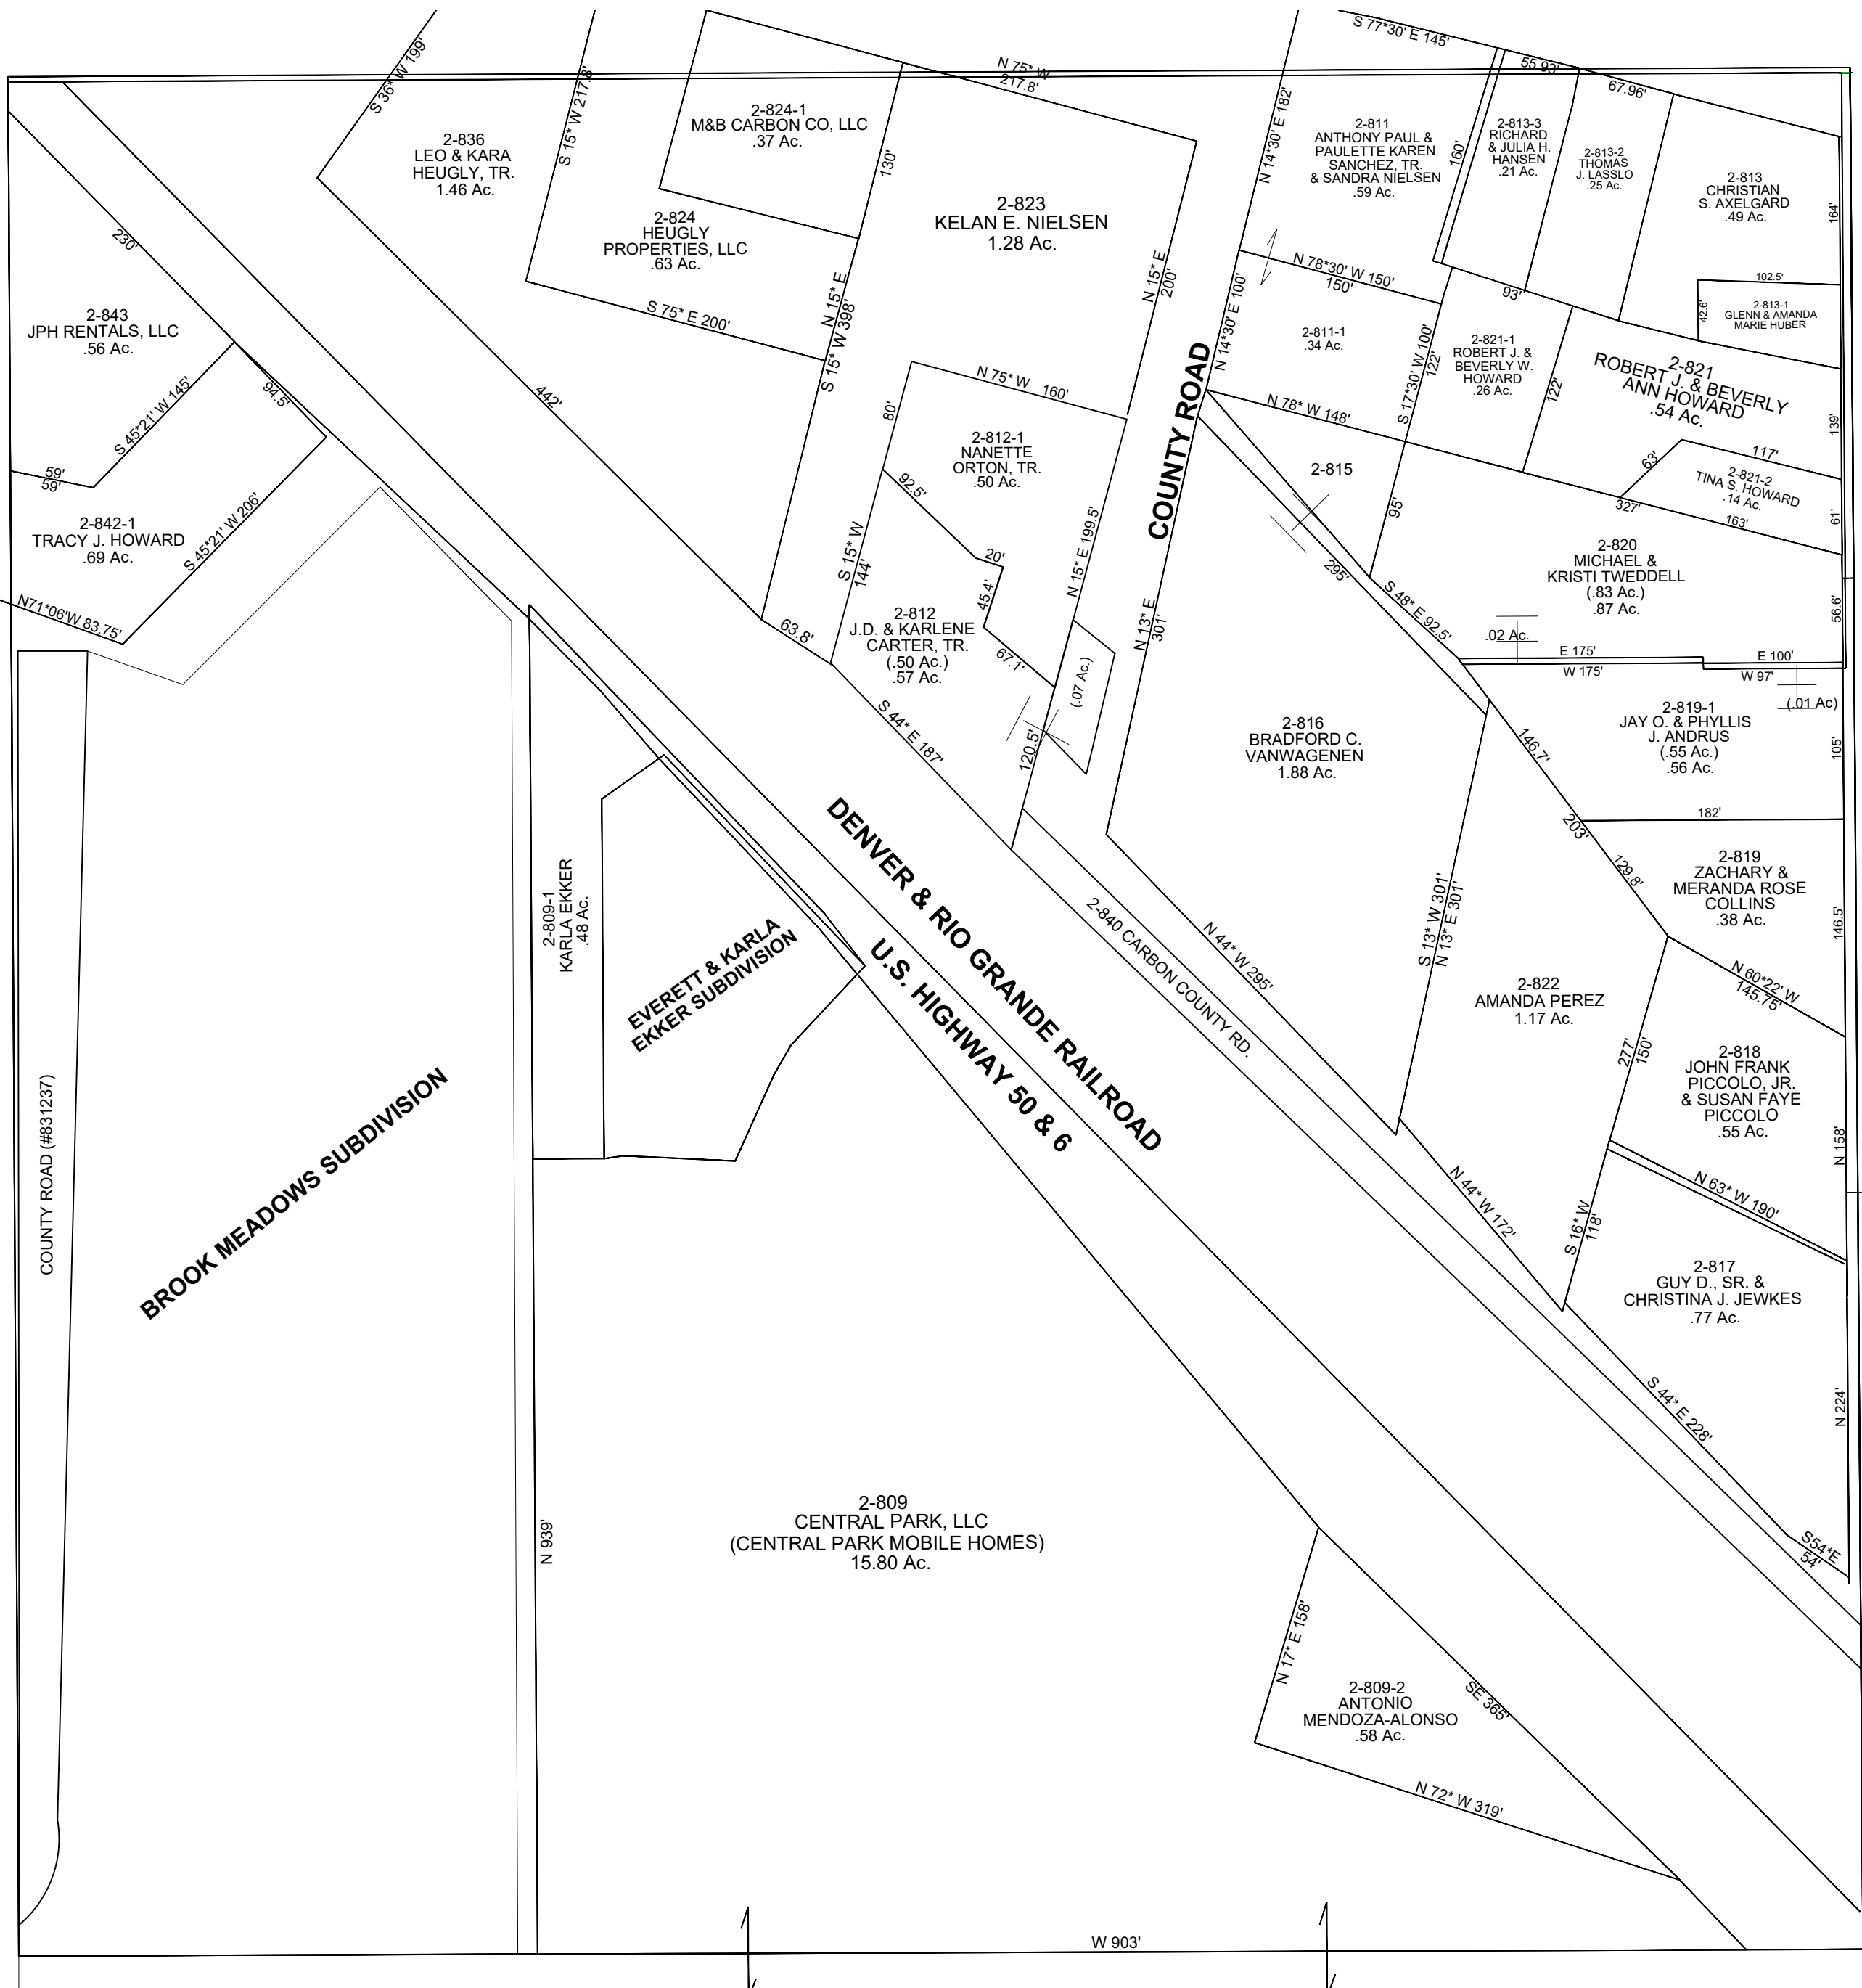 S 77*30' E 145'
55.93'
67.96'
S 36* W 199'
S 15* W 217.8'
N 75* W
217.8'
2-836
LEO & KARA
HEUGLY, TR.
1.46 Ac.
2-824-1
M&B CARBON CO, LLC
.37 Ac.
130'
2-824
HEUGLY
PROPERTIES, LLC
.63 Ac.
S 75* E 200'
2-823
KELAN E. NIELSEN
1.28 Ac.
N 15* E
S 15* W 398'
N 15* E
200'
N 14*30' E 182'
2-811
ANTHONY PAUL &
PAULETTE KAREN
SANCHEZ, TR.
& SANDRA NIELSEN
.59 Ac.
160'
2-813-3
RICHARD
& JULIA H.
HANSEN
.21 Ac.
2-813-2
THOMAS
J. LASSLO
.25 Ac.
2-813
CHRISTIAN
S. AXELGARD
.49 Ac.
164'
102.5'
42.6'
2-813-1
GLENN & AMANDA
MARIE HUBER
N 78*30' W 150'
150'
93'
N 14*30' E 100'
2-811-1
.34 Ac.
S 17*30' W 100'
122'
2-821-1
ROBERT J. &
BEVERLY W.
HOWARD
.26 Ac.
122'
2-821
ROBERT J. & BEVERLY
ANN HOWARD
.54 Ac.
139'
N 78* W 148'
63'
117'
2-821-2
TINA S. HOWARD
.14 Ac.
327'
163'
61'
230'
2-843
JPH RENTALS, LLC
.56 Ac.
S 45*21' W 145'
94.5'
59'
59'
2-842-1
TRACY J. HOWARD
.69 Ac.
S 45*21' W 206'
N71*06'W 83.75'
442'
63.8'
N 75* W 160'
80'
2-812-1
NANETTE
ORTON, TR.
.50 Ac.
92.5'
20'
45.4'
67.1'
S 15* W
144'
N 15* E 199.5'
2-812
J.D. & KARLENE
CARTER, TR.
(.50 Ac.)
.57 Ac.
(.07 Ac.)
120.5'
S 44* E 187'
COUNTY ROAD
N 13* E
301'
2-815
95'
295'
S 48* E 92.5'
2-820
MICHAEL &
KRISTI TWEDDELL
(.83 Ac.)
.87 Ac.
56.6'
.02 Ac.
E 175'
W 175'
E 100'
W 97'
(.01 Ac)
2-819-1
JAY O. & PHYLLIS
J. ANDRUS
(.55 Ac.)
.56 Ac.
105'
146.7'
182'
203'
129.8'
2-816
BRADFORD C.
VANWAGENEN
1.88 Ac.
2-819
ZACHARY &
MERANDA ROSE
COLLINS
.38 Ac.
146.5'
N 60*22' W
145.75'
S 13* W 301'
N 13* E 301'
2-822
AMANDA PEREZ
1.17 Ac.
277'
150'
2-818
JOHN FRANK
PICCOLO, JR.
& SUSAN FAYE
PICCOLO
.55 Ac.
N 158'
N 63* W 190'
S 16* W
118'
N 44* W 295'
N 44* W 172'
2-817
GUY D., SR. &
CHRISTINA J. JEWKES
.77 Ac.
N 224'
S 44* E 228'
S54*E
54'
2-840 CARBON COUNTY RD.
DENVER & RIO GRANDE RAILROAD
U.S. HIGHWAY 50 & 6
2-809-1
KARLA EKKER
.48 Ac.
EVERETT & KARLA
EKKER SUBDIVISION
BROOK MEADOWS SUBDIVISION
COUNTY ROAD (#831237)
N 939'
2-809
CENTRAL PARK, LLC
(CENTRAL PARK MOBILE HOMES)
15.80 Ac.
N 17* E 158'
2-809-2
ANTONIO
MENDOZA-ALONSO
.58 Ac.
SE 365'
N 72* W 319'
W 903'